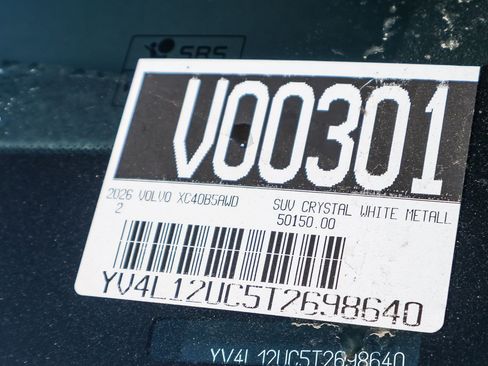 SRS
V00301
2026 VOLVO XC40B5AWD SUV CRYSTAL WHITE METALL
2 50150.00
YV4L12UC5T2698640
YV4L12UC5T2698640